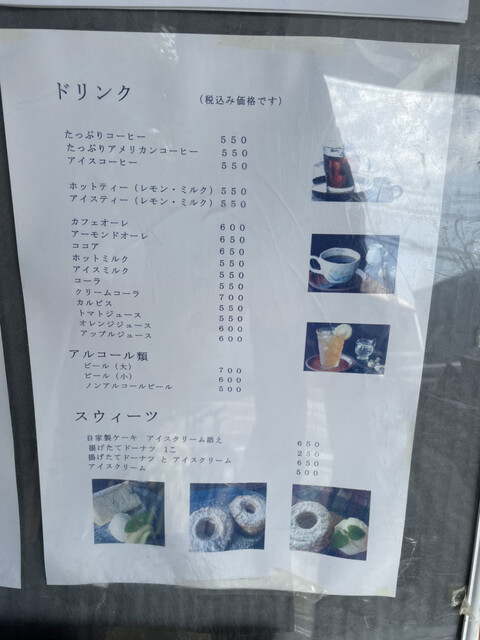 ドリンク (税込み価格です)
たっぷりコーヒー 550
たっぷりアメリカンコーヒー 550
アイスコーヒー 550
ホットティー(レモン・ミルク) 550
アイスティー(レモン・ミルク) 550
カフェオーレ 600
アーモンドオーレ 650
ココア 650
ホットミルク 550
アイスミルク 550
コーラ 550
クリームコーラ 700
カルピス 550
トマトジュース 550
オレンジジュース 600
アップルジュース 600
アルコール類
ビール(大) 700
ビール(小) 600
ノンアルコールビール 500
スウィーツ
自家製ケーキ アイスクリーム添え 650
揚げたてドーナツ 1こ 250
揚げたてドーナツ と アイスクリーム 650
アイスクリーム 500